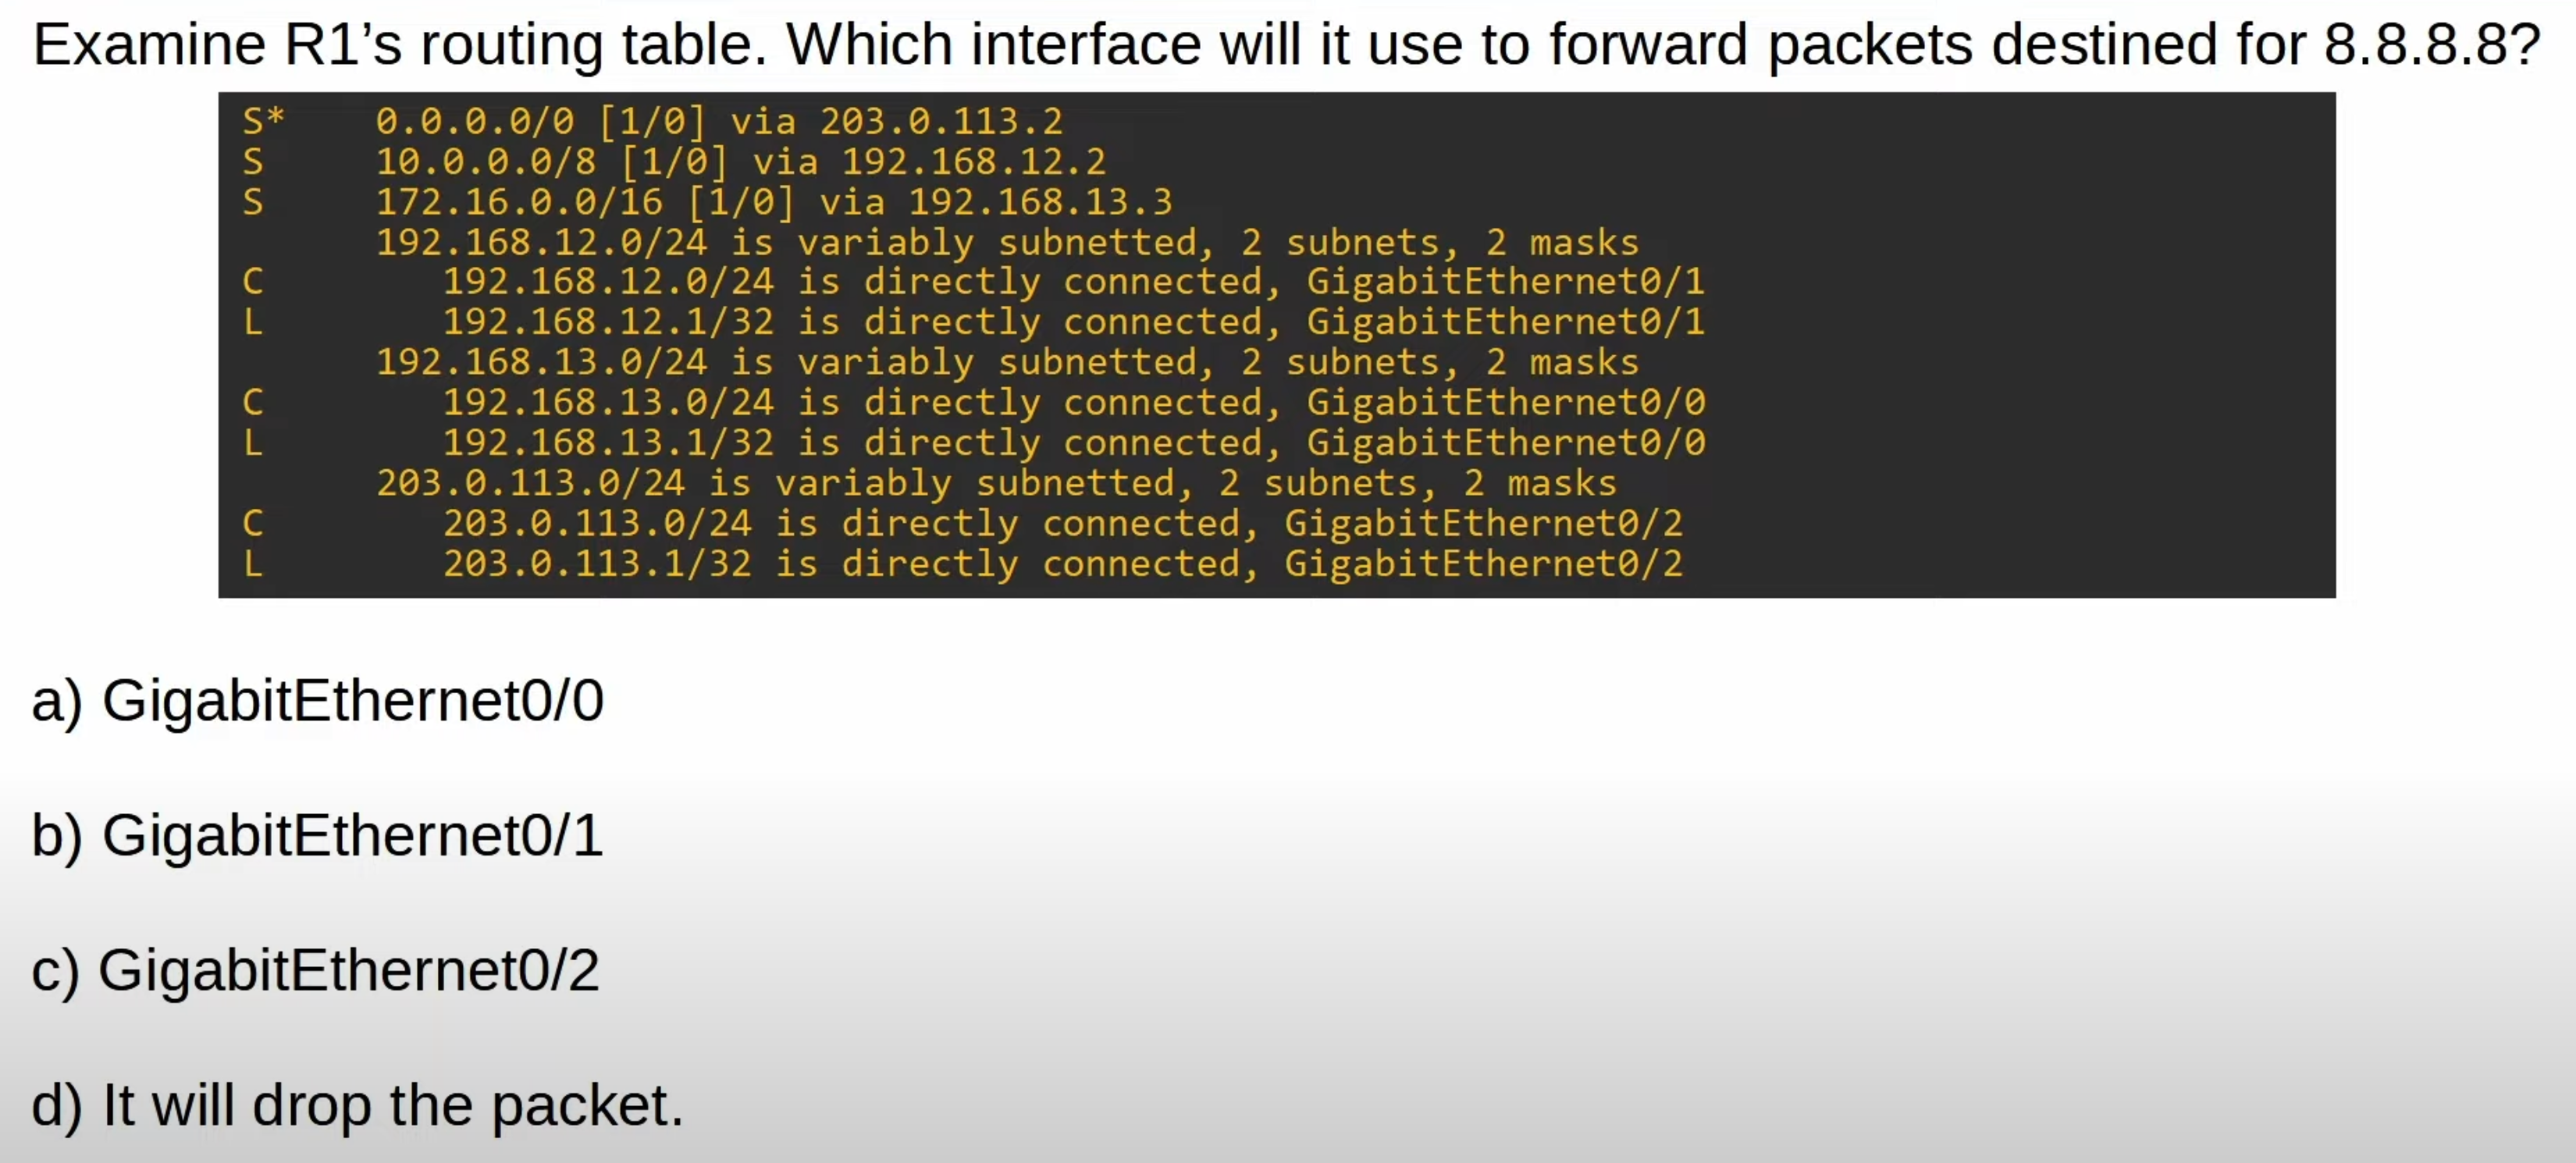 Examine R1’s routing table. Which interface will it use to forward packets destined for 8.8.8.8?
S* 0.0.0.0/0 [1/0] via 203.0.113.2
S 10.0.0.0/8 [1/0] via 192.168.12.2
S 172.16.0.0/16 [1/0] via 192.168.13.3
192.168.12.0/24 is variably subnetted, 2 subnets, 2 masks
C 192.168.12.0/24 is directly connected, GigabitEthernet0/1
L 192.168.12.1/32 is directly connected, GigabitEthernet0/1
192.168.13.0/24 is variably subnetted, 2 subnets, 2 masks
C 192.168.13.0/24 is directly connected, GigabitEthernet0/0
L 192.168.13.1/32 is directly connected, GigabitEthernet0/0
203.0.113.0/24 is variably subnetted, 2 subnets, 2 masks
C 203.0.113.0/24 is directly connected, GigabitEthernet0/2
L 203.0.113.1/32 is directly connected, GigabitEthernet0/2
a) GigabitEthernet0/0
b) GigabitEthernet0/1
c) GigabitEthernet0/2
d) It will drop the packet.